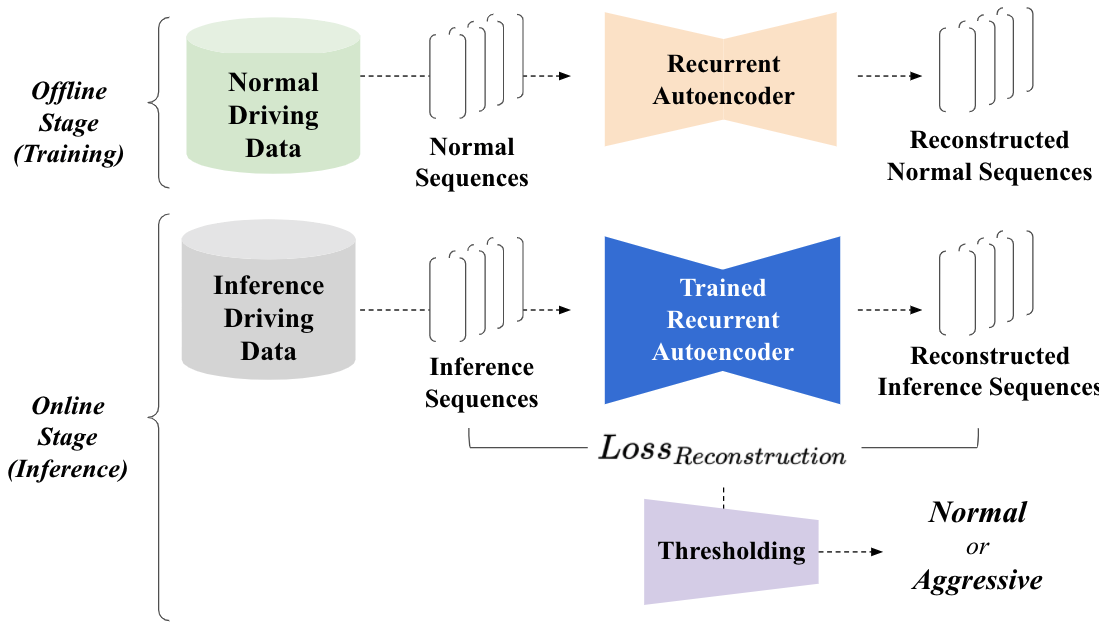 Offline
Stage
(Training)
Normal
Driving
Data
Normal
Sequences
Recurrent
Autoencoder
Reconstructed
Normal Sequences
Online
Stage
(Inference)
Inference
Driving
Data
Inference
Sequences
Trained
Recurrent
Autoencoder
Reconstructed
Inference Sequences
Loss Reconstruction
Thresholding
Normal
or
Aggressive